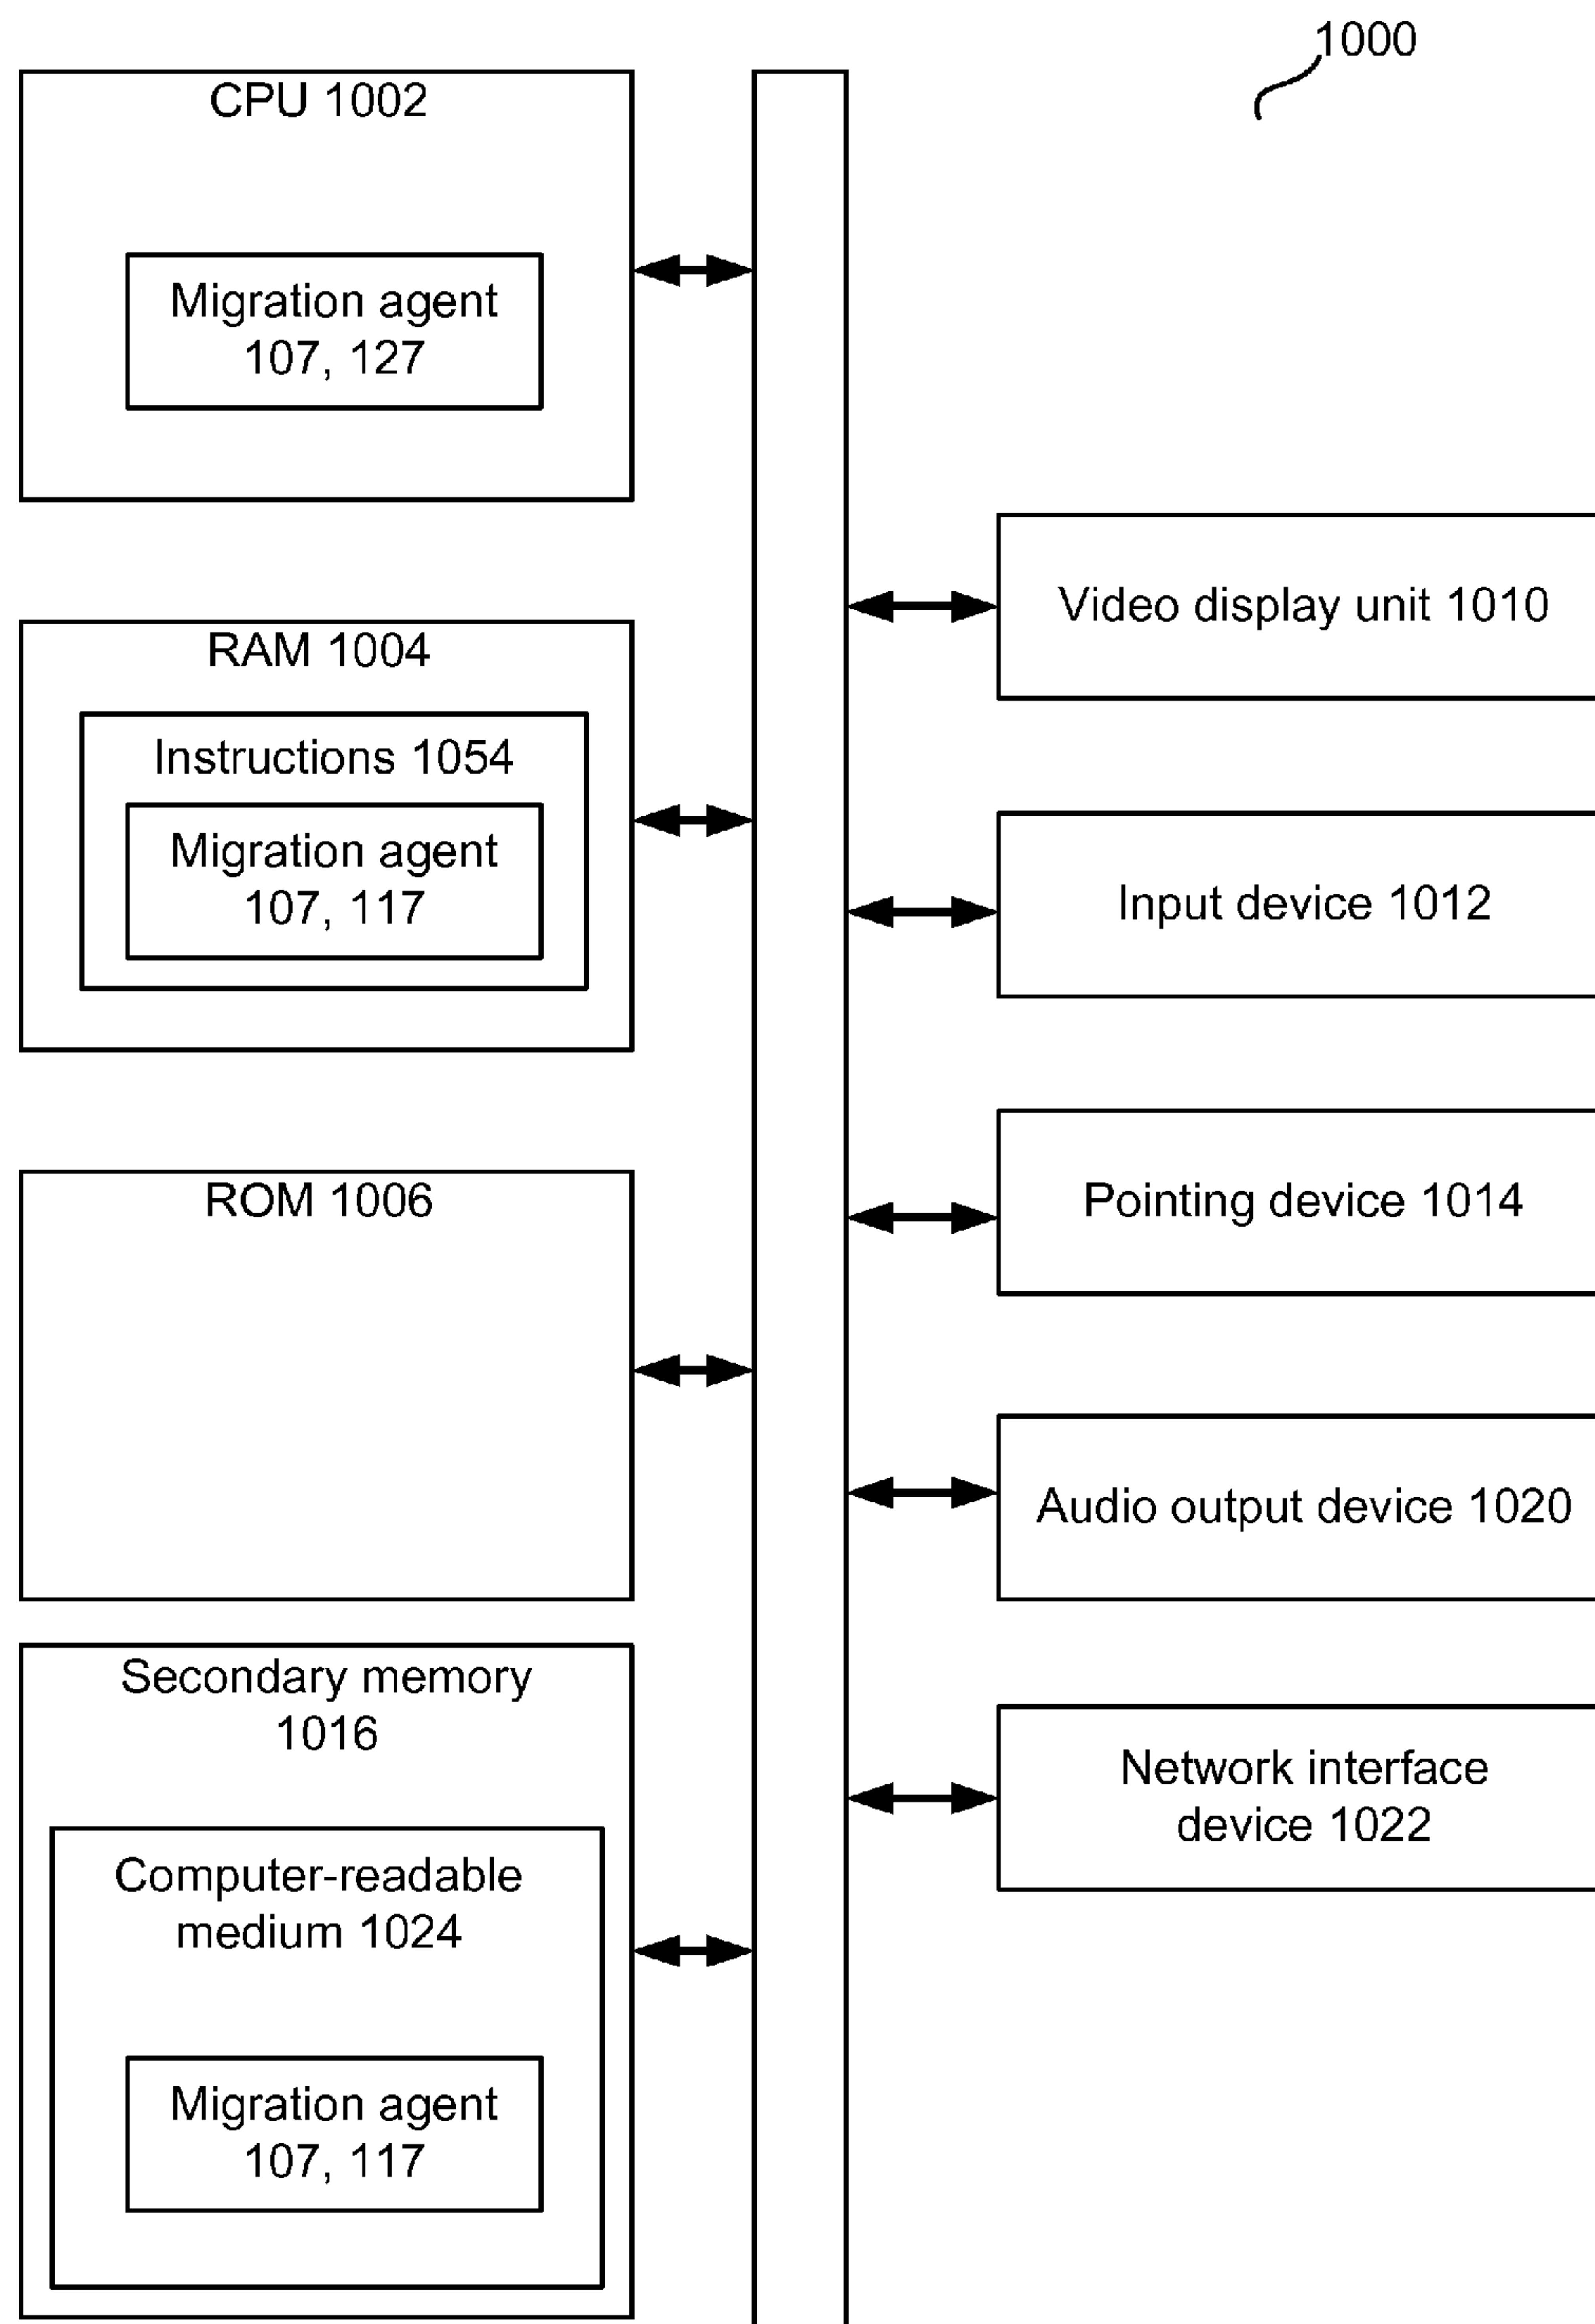 1000
CPU 1002
Migration agent
107, 127
RAM 1004
Instructions 1054
Migration agent
107, 117
ROM 1006
Secondary memory
1016
Computer-readable
medium 1024
Migration agent
107, 117
Video display unit 1010
Input device 1012
Pointing device 1014
Audio output device 1020
Network interface
device 1022